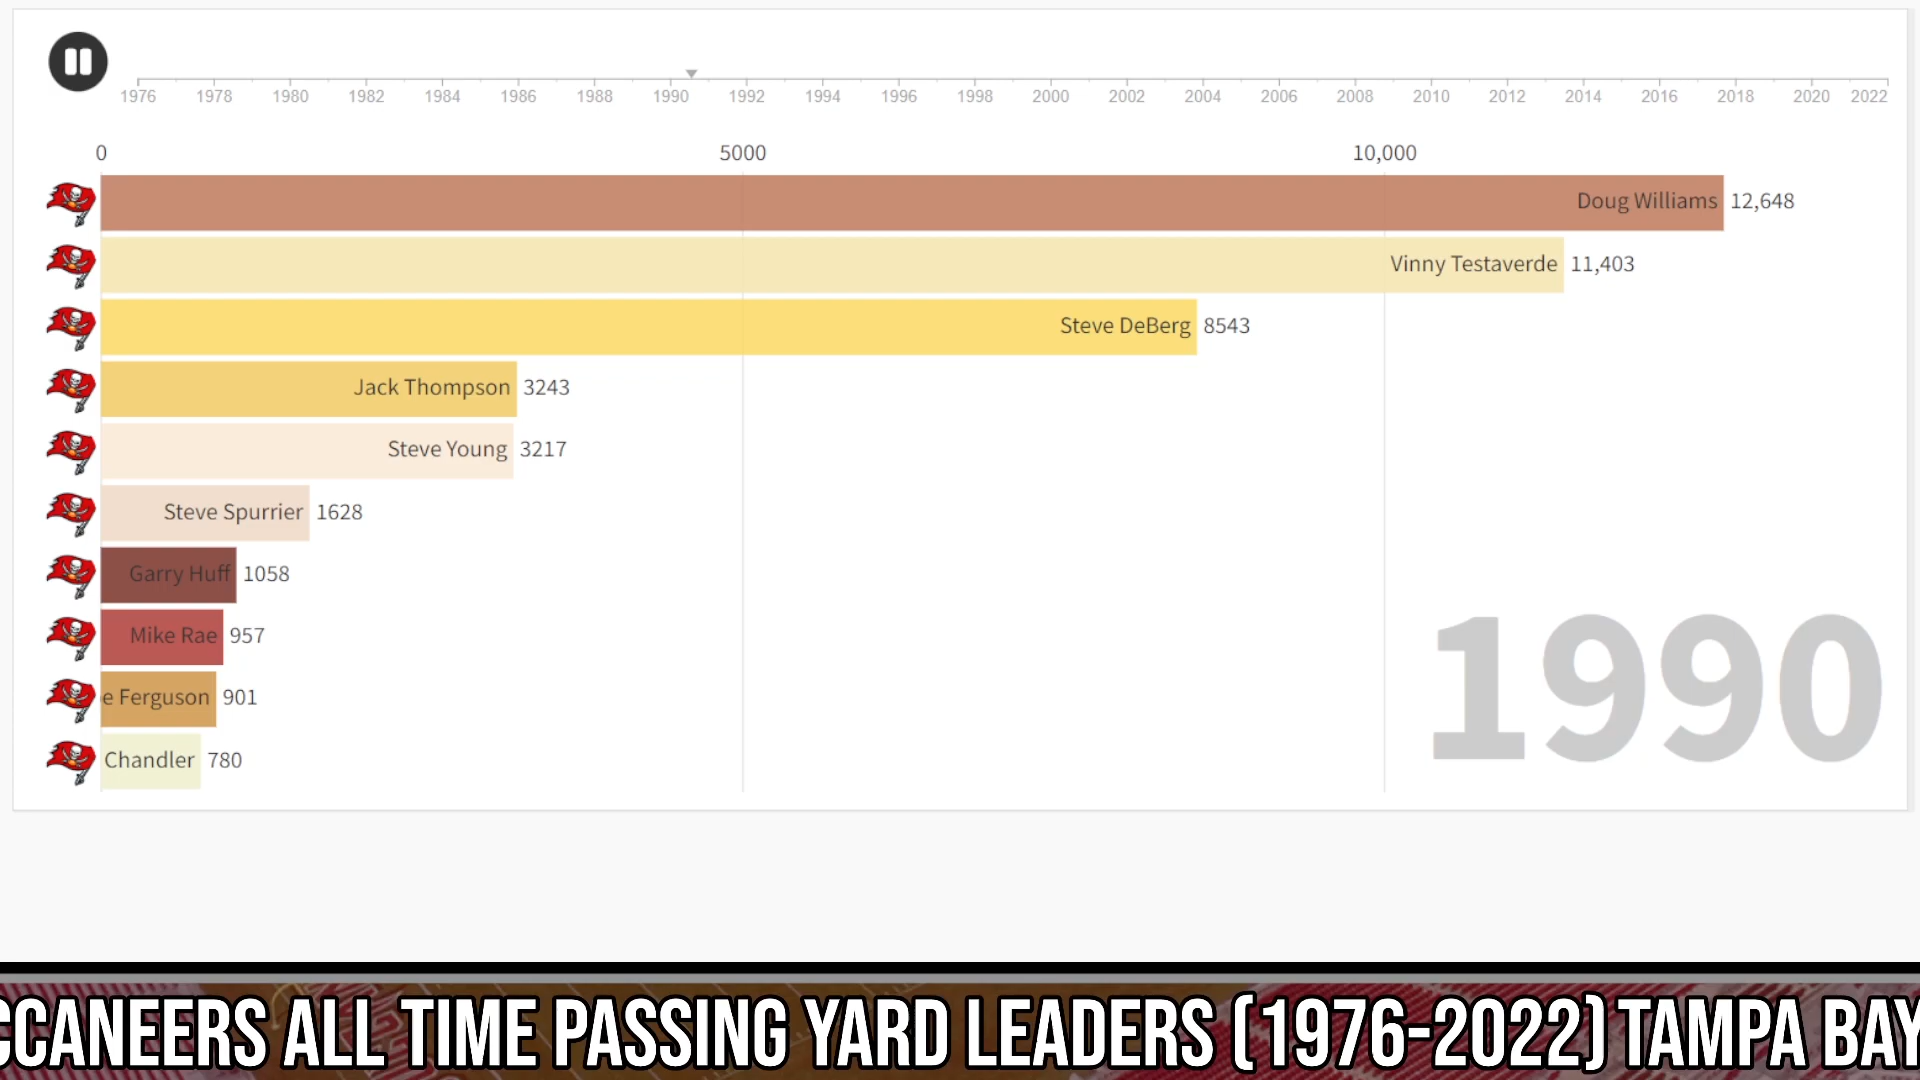 1976 1978 1980 1982 1984 1986 1988 1990 1992 1994 1996 1998 2000 2002 2004 2006 2008 2010 2012 2014 2016 2018 2020 2022
0 5000 10,000
Doug Williams 12,648
Vinny Testaverde 11,403
Steve DeBerg 8543
Jack Thompson 3243
Steve Young 3217
Steve Spurrier 1628
Garry Huff 1058
Mike Rae 957
e Ferguson 901
Chandler 780
1990
CCANEERS ALL TIME PASSING YARD LEADERS (1976-2022) TAMPA BAY